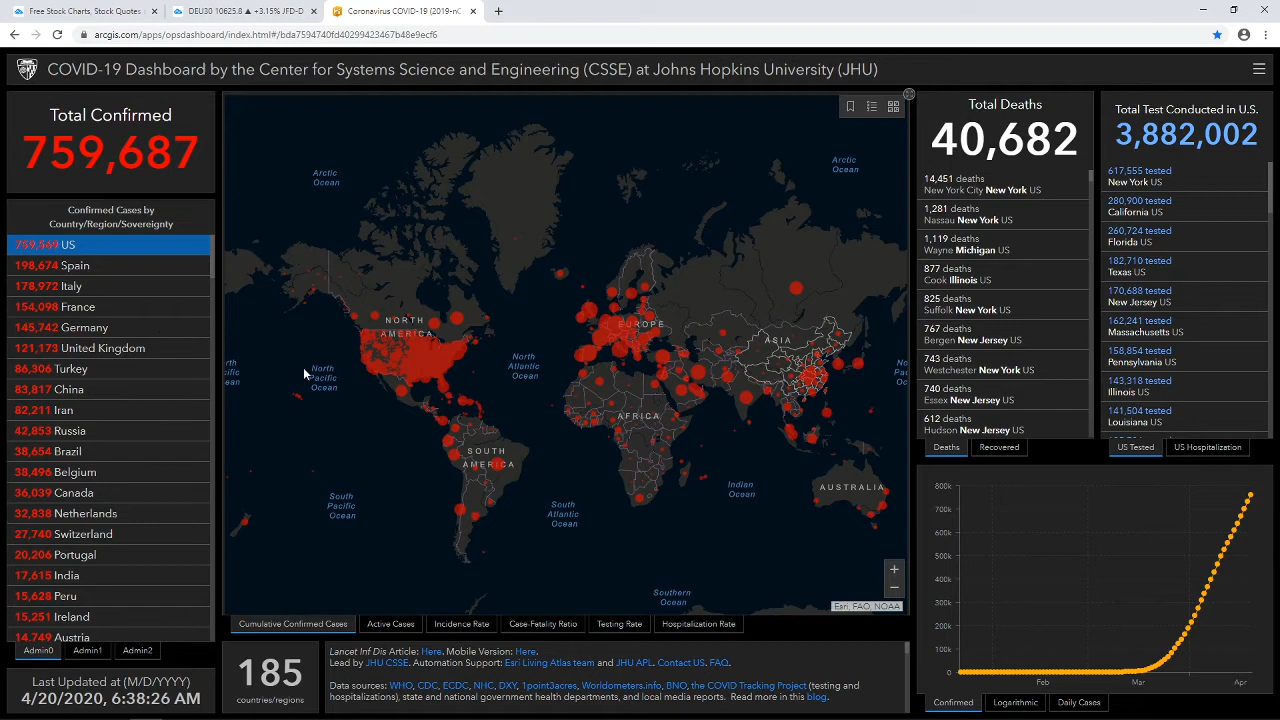 Free Stock Charts, Stock Quotes
DEU30 10625.8 ▲ +3.15% JFD-D
Coronavirus COVID-19 (2019-nC
arcgis.com/apps/opsdashboard/index.html#/bda7594740fd40299423467b48e9ecf6
COVID-19 Dashboard by the Center for Systems Science and Engineering (CSSE) at Johns Hopkins University (JHU)
Total Confirmed
759,687
Confirmed Cases by
Country/Region/Sovereignty
759,569 US
198,674 Spain
178,972 Italy
154,098 France
145,742 Germany
121,173 United Kingdom
86,306 Turkey
83,817 China
82,211 Iran
42,853 Russia
38,654 Brazil
38,496 Belgium
36,039 Canada
32,838 Netherlands
27,740 Switzerland
20,206 Portugal
17,615 India
15,628 Peru
15,251 Ireland
14,749 Austria
Admin0
Admin1
Admin2
Last Updated at (M/D/YYYY)
4/20/2020, 6:38:26 AM
Arctic
Ocean
Arctic
Ocean
NORTH
AMERICA
EUROPE
ASIA
North
Atlantic
Ocean
North
Pacific
Ocean
AFRICA
SOUTH
AMERICA
AUSTRALIA
Indian
Ocean
South
Pacific
Ocean
South
Atlantic
Ocean
Southern
Ocean
+
−
Esri, FAO, NOAA
Cumulative Confirmed Cases
Active Cases
Incidence Rate
Case-Fatality Ratio
Testing Rate
Hospitalization Rate
185
countries/regions
Lancet Inf Dis Article: Here. Mobile Version: Here.
Lead by JHU CSSE. Automation Support: Esri Living Atlas team and JHU APL. Contact US. FAQ.
Data sources: WHO, CDC, ECDC, NHC, DXY, 1point3acres, Worldometers.info, BNO, the COVID Tracking Project (testing and
hospitalizations), state and national government health departments, and local media reports. Read more in this blog.
Total Deaths
40,682
14,451 deaths
New York City New York US
1,281 deaths
Nassau New York US
1,119 deaths
Wayne Michigan US
877 deaths
Cook Illinois US
825 deaths
Suffolk New York US
767 deaths
Bergen New Jersey US
743 deaths
Westchester New York US
740 deaths
Essex New Jersey US
612 deaths
Hudson New Jersey US
Deaths
Recovered
Total Test Conducted in U.S.
3,882,002
617,555 tested
New York US
280,900 tested
California US
260,724 tested
Florida US
182,710 tested
Texas US
170,688 tested
New Jersey US
162,241 tested
Massachusetts US
158,854 tested
Pennsylvania US
143,318 tested
Illinois US
141,504 tested
Louisiana US
US Tested
US Hospitalization
800k
700k
600k
500k
400k
300k
200k
100k
0
Feb
Mar
Apr
Confirmed
Logarithmic
Daily Cases